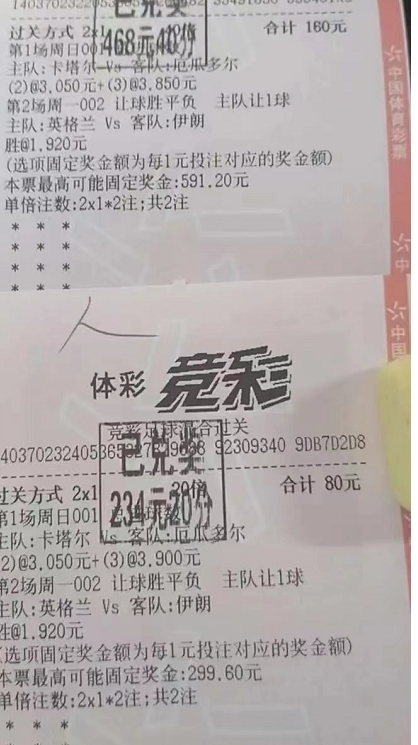 已兑奖
468元40分
过关方式 2x1 合计 160元
第1场周日001
主队:卡塔尔 Vs 客队:厄瓜多尔
(2)@3.050元+(3)@3.850元
第2场周一002 让球胜平负 主队让1球
主队:英格兰 Vs 客队:伊朗
胜@1.920元
(选项固定奖金额为每1元投注对应的奖金额)
本票最高可能固定奖金:591.20元
单倍注数:2x1*2注;共2注
* * *
* * *
* * *
* * *
中国体育彩票
中
中国
体彩 竞彩
竞彩足球混合过关
92309340 9DB7D2D8
已兑奖
234元20分
过关方式 2x1 20倍 合计 80元
第1场周日001
主队:卡塔尔 Vs 客队:厄瓜多尔
(2)@3.050元+(3)@3.900元
第2场周一002 让球胜平负 主队让1球
主队:英格兰 Vs 客队:伊朗
胜@1.920元
(选项固定奖金额为每1元投注对应的奖金额)
本票最高可能固定奖金:299.60元
单倍注数:2x1*2注;共2注
* * *